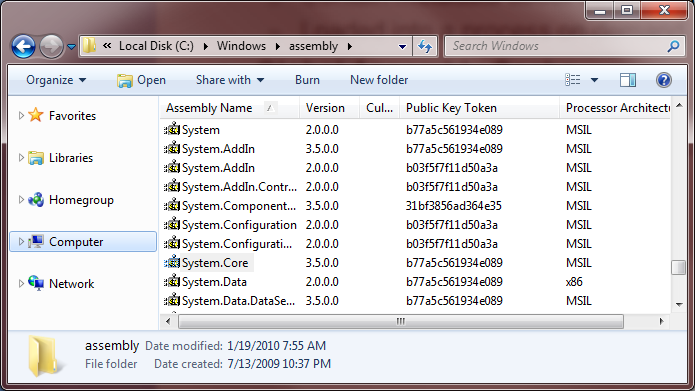 Local Disk (C:) Windows assembly Search Windows
Organize Open Share with Burn New folder
Favorites
Libraries
Homegroup
Computer
Network
Assembly Name Version Cul... Public Key Token Processor Architectu
System 2.0.0.0 b77a5c561934e089 MSIL
System.AddIn 3.5.0.0 b77a5c561934e089 MSIL
System.AddIn 2.0.0.0 b03f5f7f11d50a3a MSIL
System.AddIn.Contr... 2.0.0.0 b03f5f7f11d50a3a MSIL
System.Component... 3.5.0.0 31bf3856ad364e35 MSIL
System.Configuration 2.0.0.0 b03f5f7f11d50a3a MSIL
System.Configurati... 2.0.0.0 b03f5f7f11d50a3a MSIL
System.Core 3.5.0.0 b77a5c561934e089 MSIL
System.Data 2.0.0.0 b77a5c561934e089 x86
System.Data.DataSe... 3.5.0.0 b77a5c561934e089 MSIL
assembly Date modified: 1/19/2010 7:55 AM
File folder Date created: 7/13/2009 10:37 PM